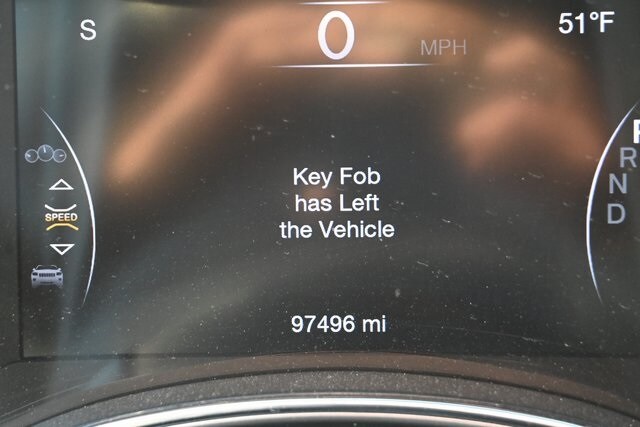 S
0
MPH
51°F
Key Fob
has Left
the Vehicle
SPEED
P
R
N
D
97496 mi